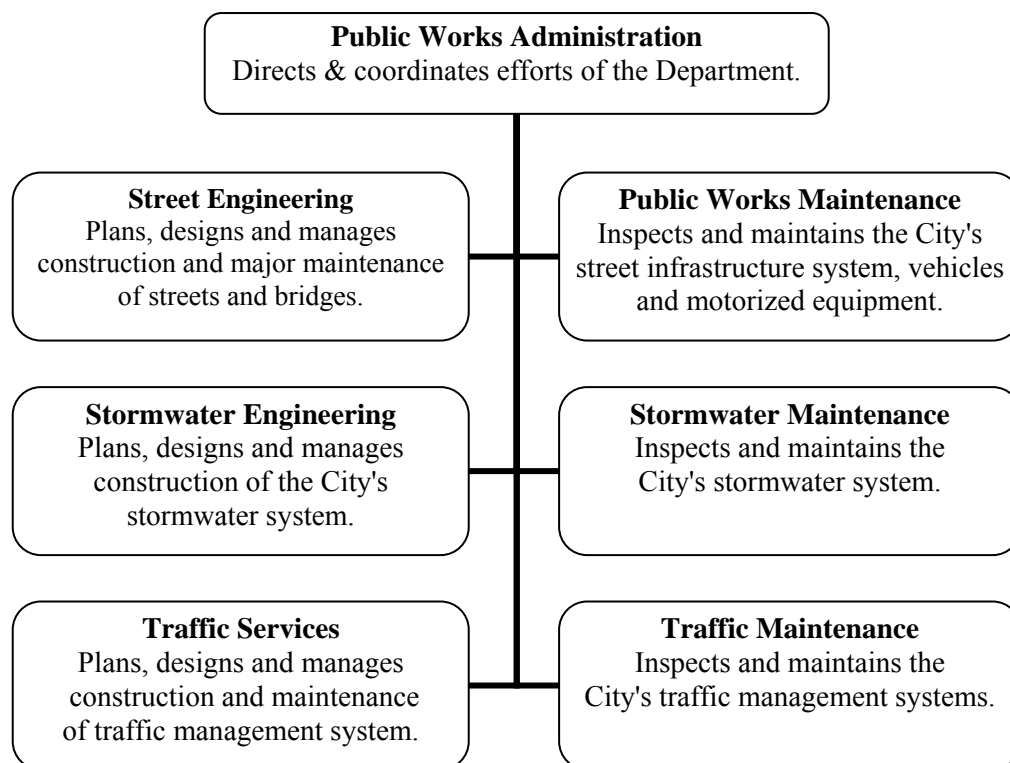 Public Works Administration
Directs & coordinates efforts of the Department.
Street Engineering
Plans, designs and manages
construction and major maintenance
of streets and bridges.
Public Works Maintenance
Inspects and maintains the City's
street infrastructure system, vehicles
and motorized equipment.
Stormwater Engineering
Plans, designs and manages
construction of the City's
stormwater system.
Stormwater Maintenance
Inspects and maintains the
City's stormwater system.
Traffic Services
Plans, designs and manages
construction and maintenance
of traffic management system.
Traffic Maintenance
Inspects and maintains the
City's traffic management systems.